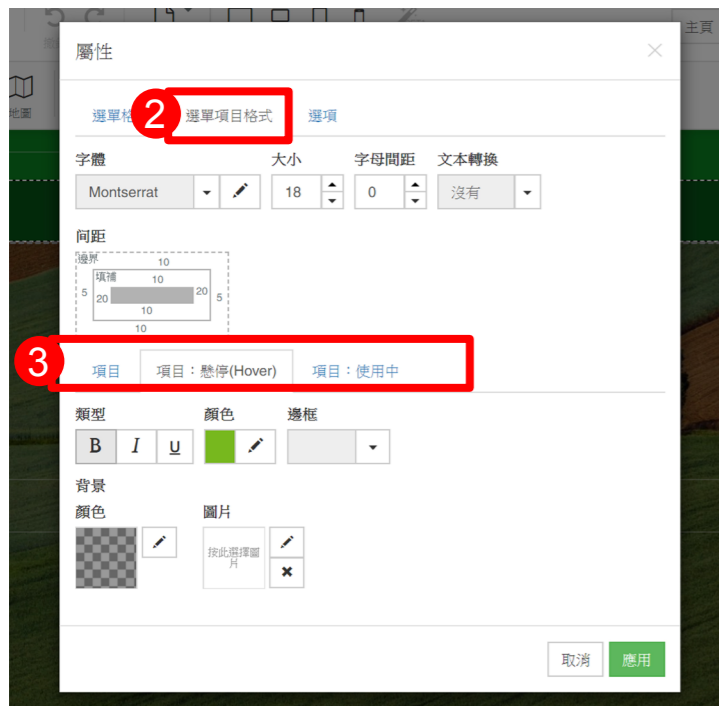 主頁
地圖
屬性
2
選單項目格式 選項
字體 大小 字母間距 文本轉換
Montserrat 18 0 沒有
间距
邊界 10
填補 10
5 20 20 5
10
10
3
項目 項目：懸停(Hover) 項目：使用中
類型 顏色 邊框
B I U
背景
顏色 圖片
按此選擇圖
片
取消 應用